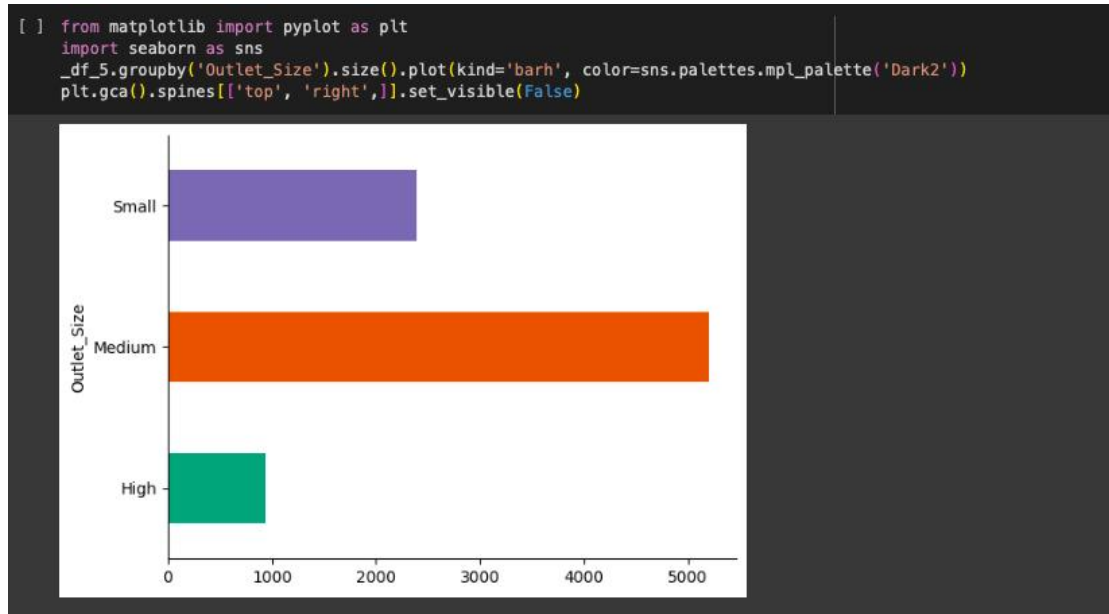 [ ] from matplotlib import pyplot as plt
import seaborn as sns
_df_5.groupby('Outlet_Size').size().plot(kind='barh', color=sns.palettes.mpl_palette('Dark2'))
plt.gca().spines[['top', 'right',]].set_visible(False)
Small
Medium
High
Outlet_Size
0 1000 2000 3000 4000 5000